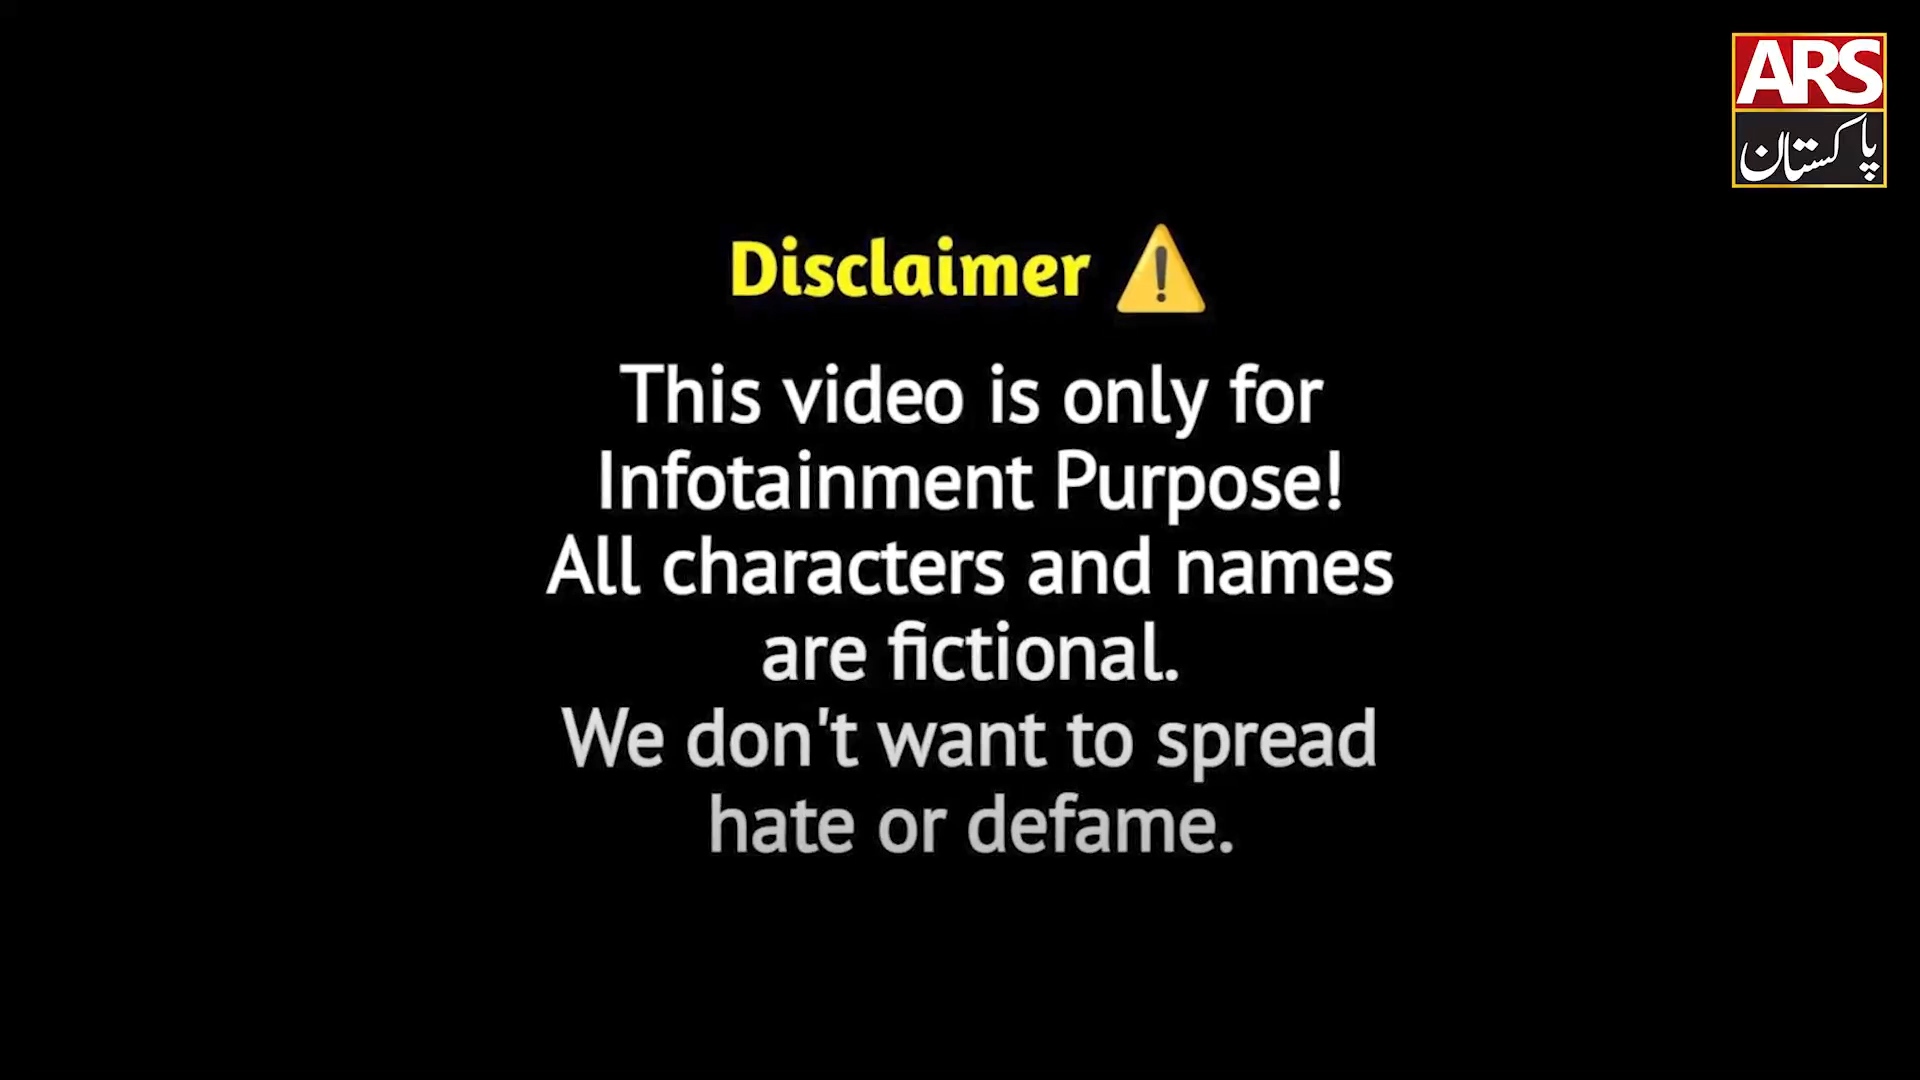 ARS
پاکستان
Disclaimer ⚠️
This video is only for
Infotainment Purpose!
All characters and names
are fictional.
We don't want to spread
hate or defame.